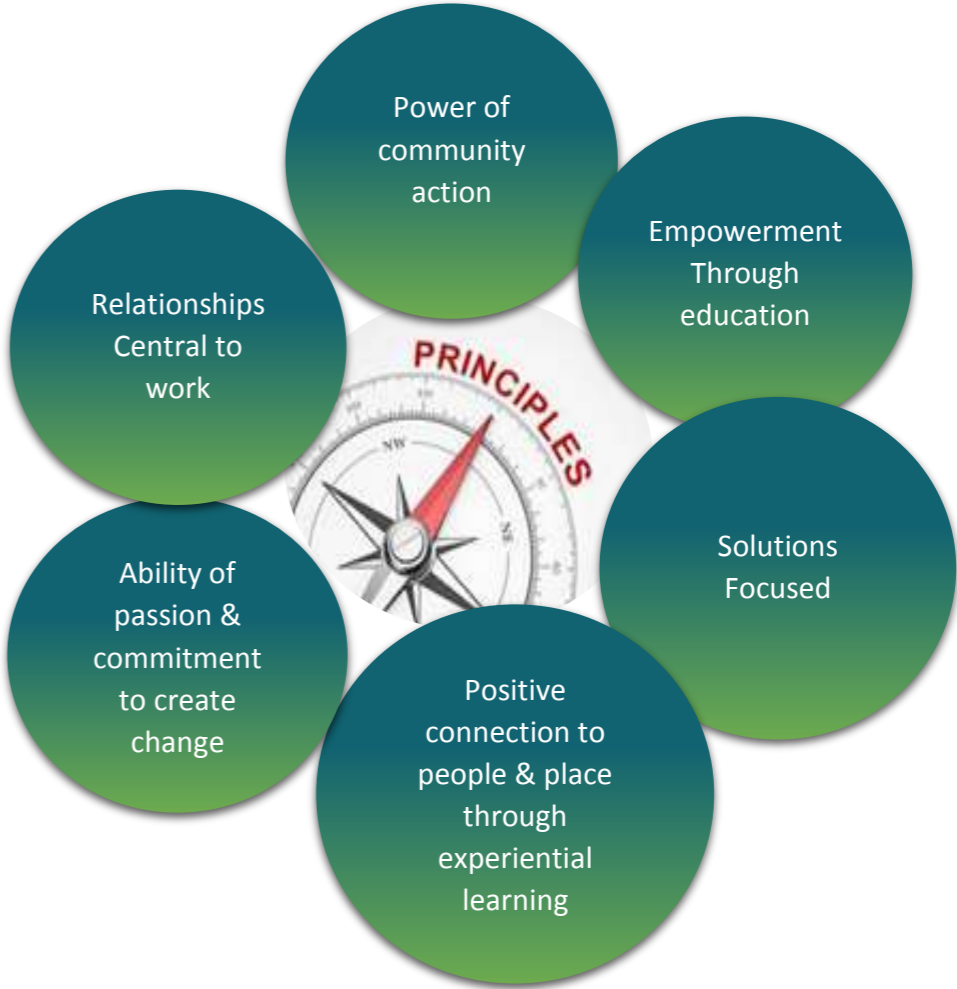 Power of
community
action
Empowerment
Through
education
Relationships
Central to
work
PRINCIPLES
NW
Solutions
Focused
Ability of
passion &
commitment
to create
change
Positive
connection to
people & place
through
experiential
learning